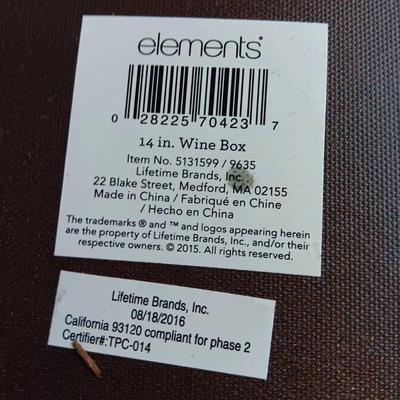 elements®
0 28225 70423 7
14 in. Wine Box
Item No. 5131599 / 9635
Lifetime Brands, Inc.
22 Blake Street, Medford, MA 02155
Made in China / Fabriqué en Chine
/ Hecho en China
The trademarks ® and ™ and logos appearing herein
are the property of Lifetime Brands, Inc., and/or their
respective owners. © 2015. All rights reserved.
Lifetime Brands, Inc.
08/18/2016
California 93120 compliant for phase 2
Certifier#:TPC-014